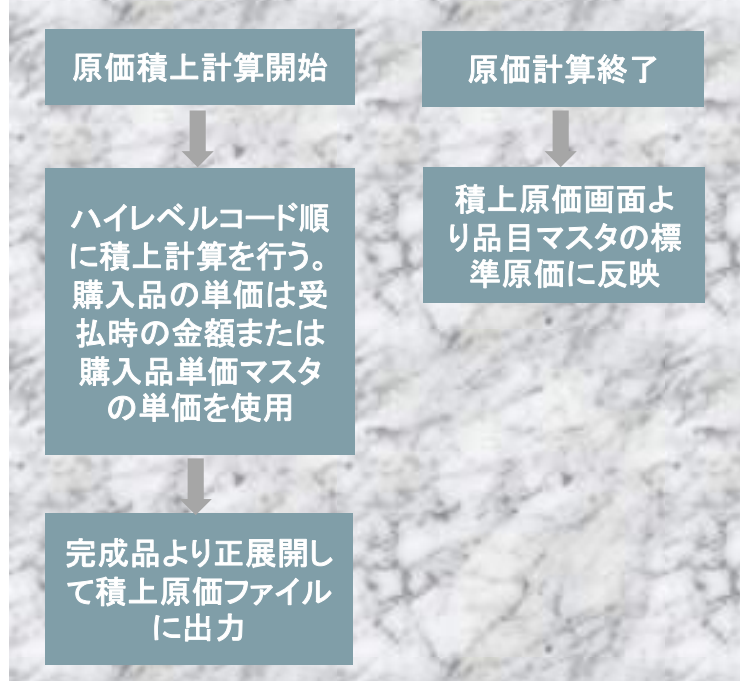 原価積上計算開始
ハイレベルコード順
に積上計算を行う。
購入品の単価は受
払時の金額または
購入品単価マスタ
の単価を使用
完成品より正展開し
て積上原価ファイル
に出力
原価計算終了
積上原価画面よ
り品目マスタの標
準原価に反映